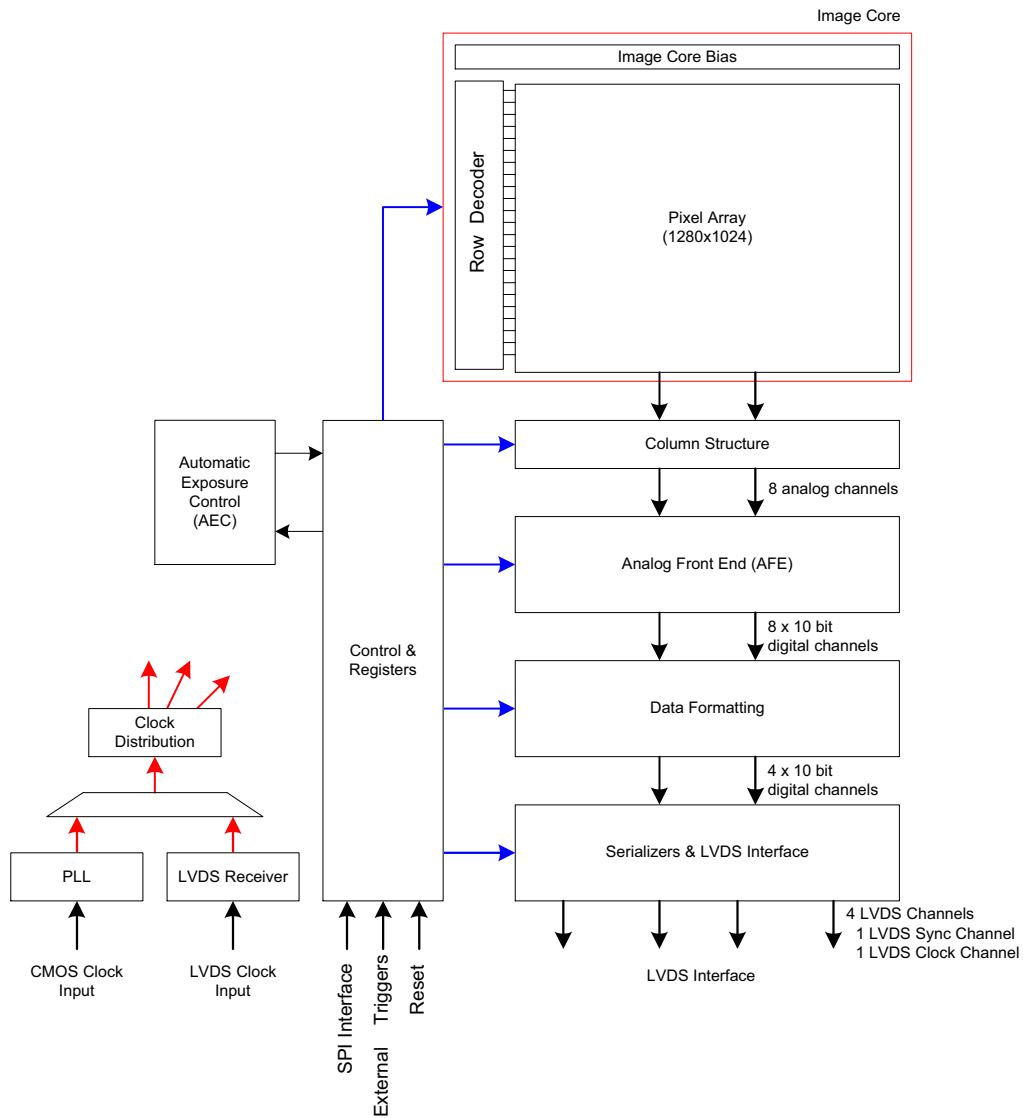 Image Core
Image Core Bias
Row Decoder
Pixel Array
(1280x1024)
Column Structure
8 analog channels
Automatic
Exposure
Control
(AEC)
Analog Front End (AFE)
8 x 10 bit
digital channels
Control &
Registers
Data Formatting
Clock
Distribution
4 x 10 bit
digital channels
PLL
LVDS Receiver
Serializers & LVDS Interface
4 LVDS Channels
1 LVDS Sync Channel
1 LVDS Clock Channel
LVDS Interface
CMOS Clock
Input
LVDS Clock
Input
SPI Interface
External Triggers
Reset